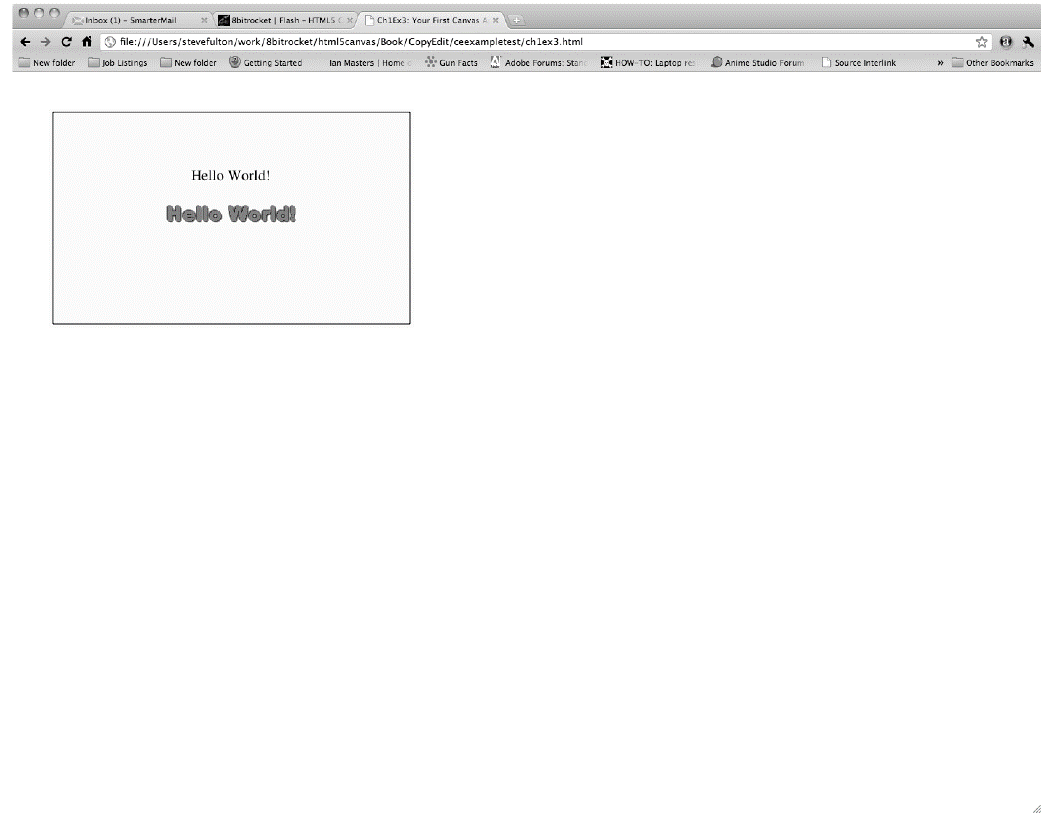 Inbox (1) – SmarterMail
8bitrocket | Flash – HTML5 C
Ch1Ex3: Your First Canvas A
file:///Users/stevefulton/work/8bitrocket/html5canvas/Book/CopyEdit/ceexampletest/ch1ex3.html
New folder
Job Listings
New folder
Getting Started
Ian Masters | Home
Gun Facts
Adobe Forums: Stan
HOW-TO: Laptop re
Anime Studio Forum
Source Interlink
»
Other Bookmarks
Hello World!
Hello World!